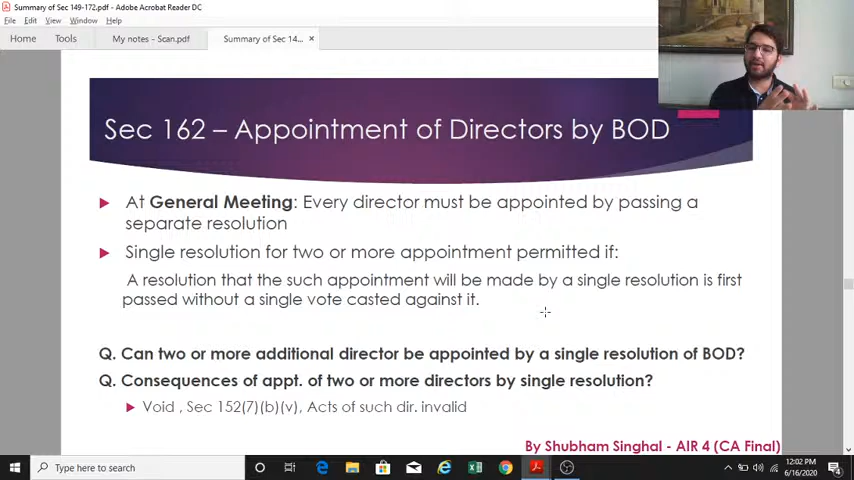 Summary of Sec 149-172.pdf - Adobe Acrobat Reader DC
File Edit View Window Help
Home Tools My notes - Scan.pdf Summary of Sec 14... ×
Sec 162 – Appointment of Directors by BOD
At General Meeting: Every director must be appointed by passing a
separate resolution
Single resolution for two or more appointment permitted if:
A resolution that the such appointment will be made by a single resolution is first
passed without a single vote casted against it.
Q. Can two or more additional director be appointed by a single resolution of BOD?
Q. Consequences of appt. of two or more directors by single resolution?
Void , Sec 152(7)(b)(v), Acts of such dir. invalid
By Shubham Singhal - AIR 4 (CA Final)
Type here to search
12:02 PM
6/16/2020
4